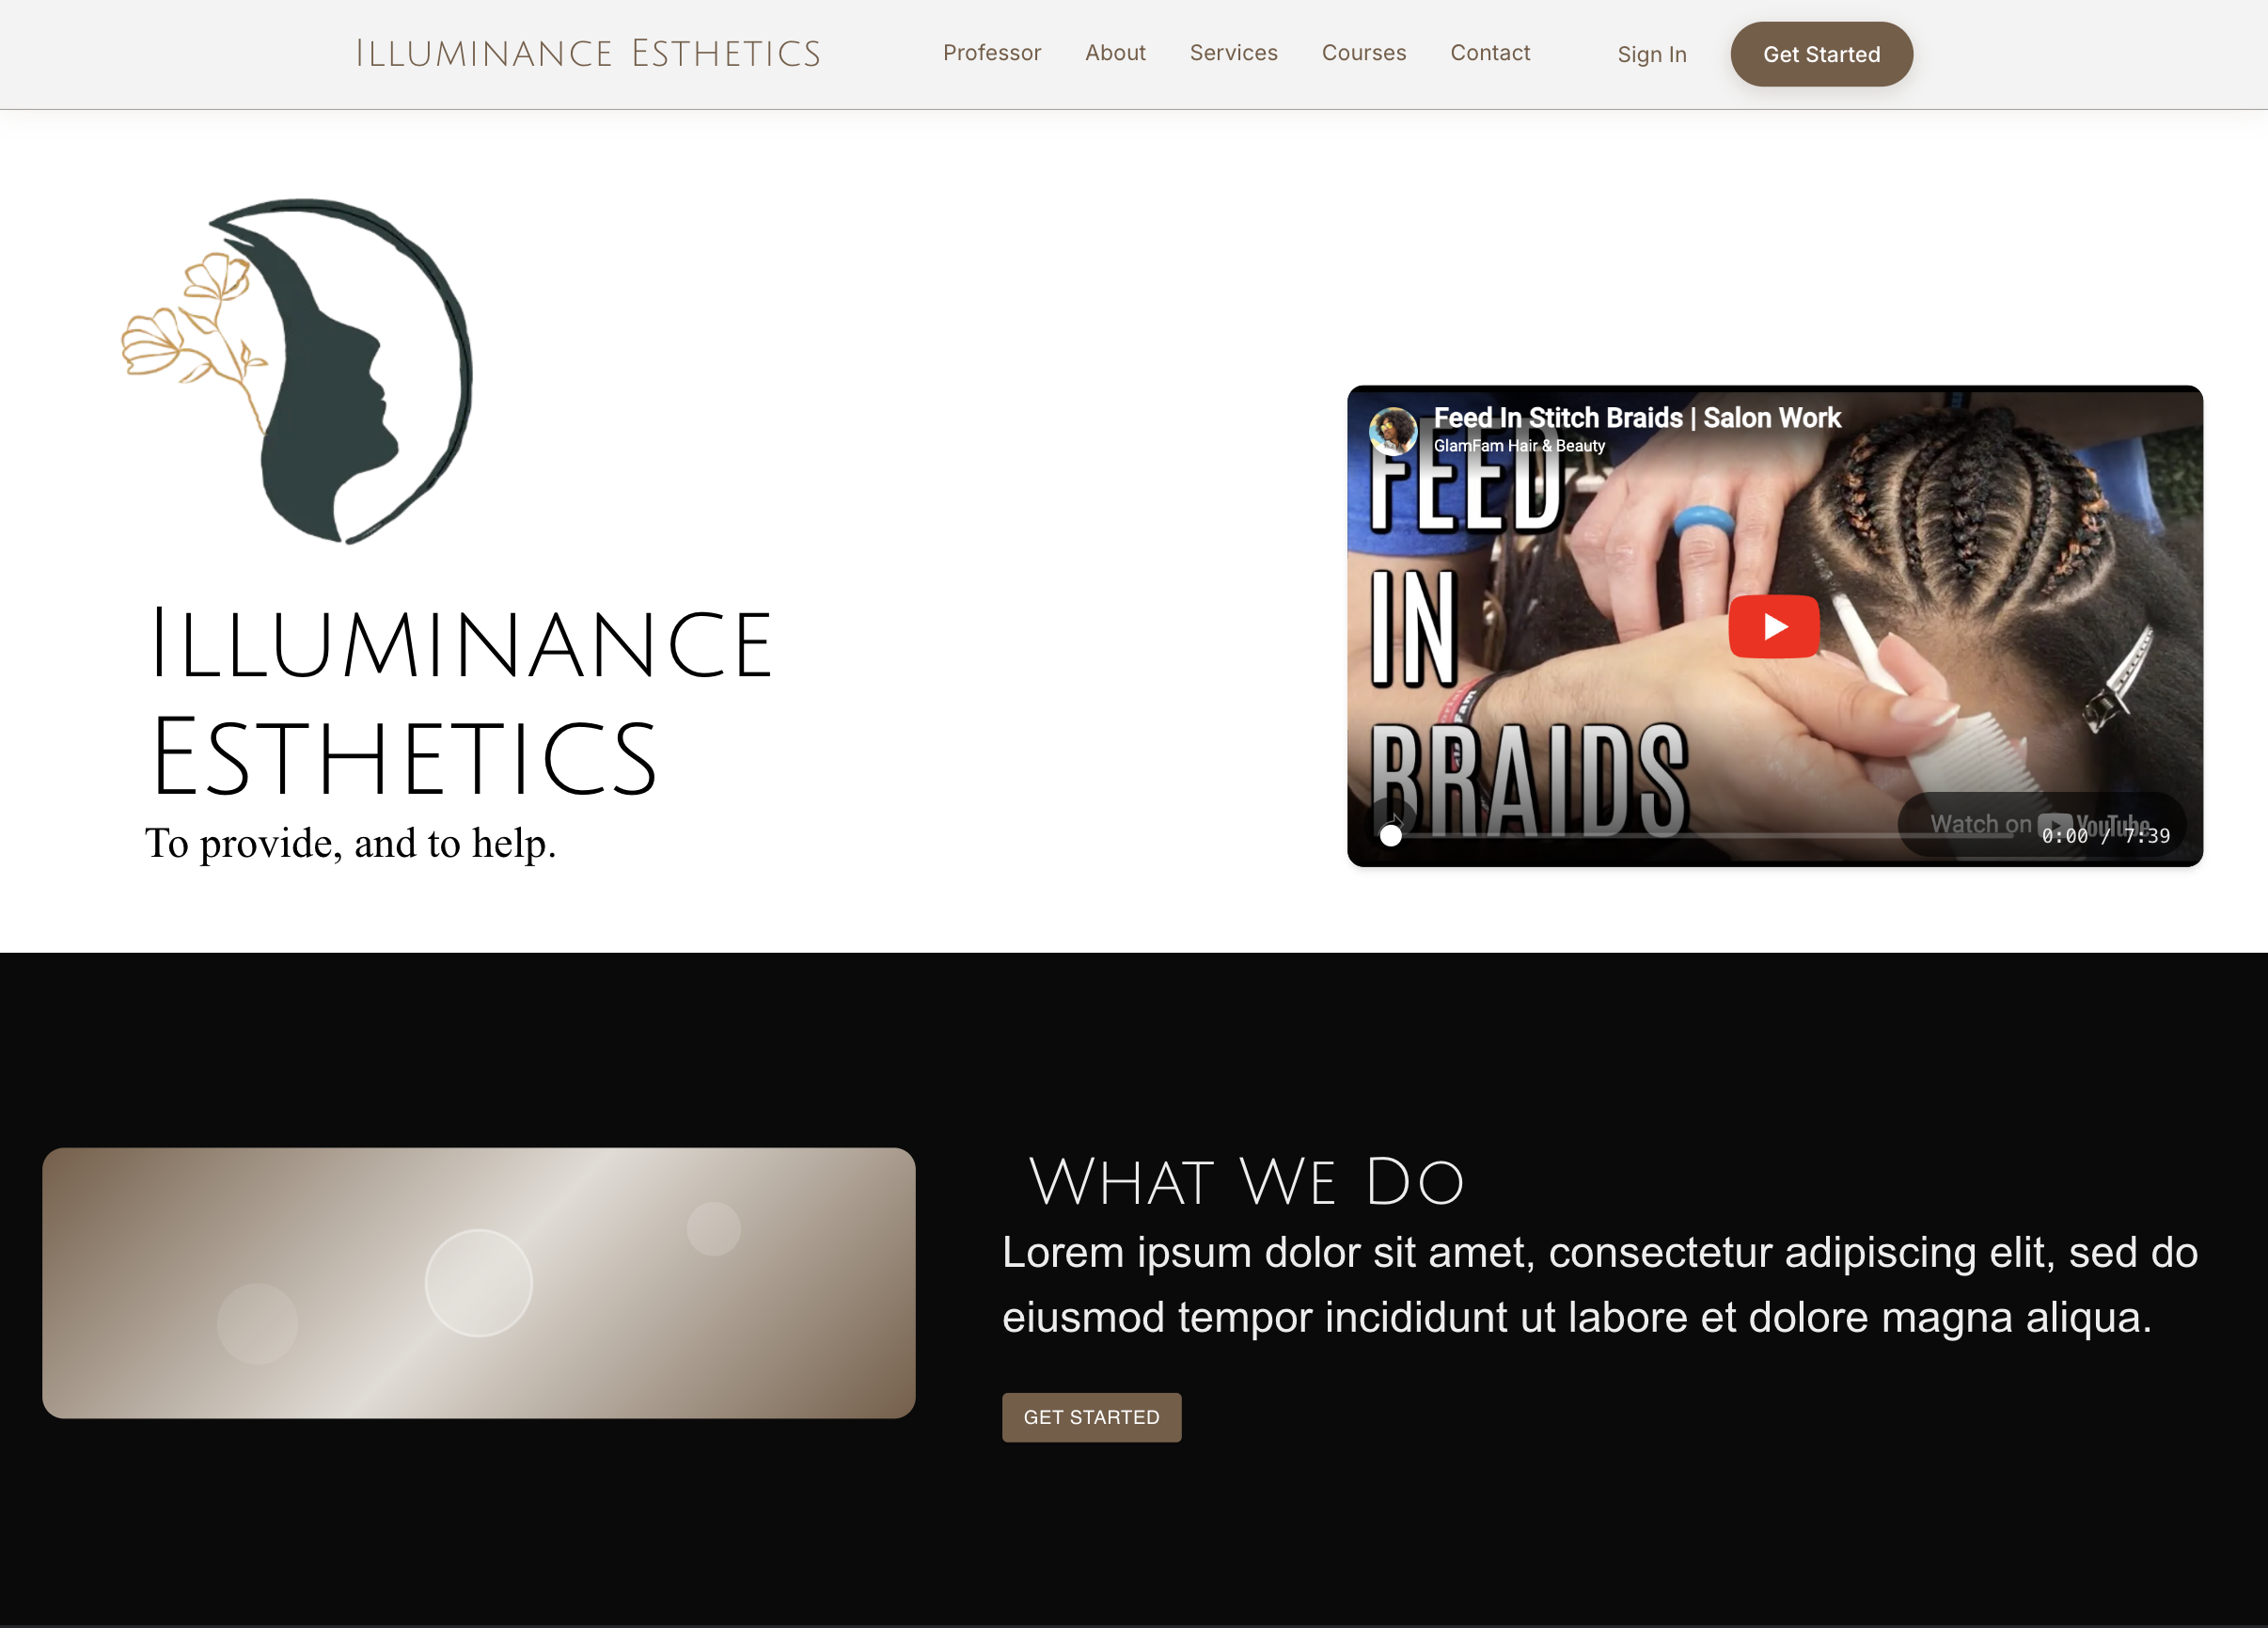 Illuminance Esthetics
Professor About Services Courses Contact Sign In Get Started
Illuminance
Esthetics
To provide, and to help.
Feed In Stitch Braids | Salon Work
GlamFam Hair & Beauty
FEED
IN
BRAIDS
Watch on YouTube
0:00 / 7:39
What We Do
Lorem ipsum dolor sit amet, consectetur adipiscing elit, sed do
eiusmod tempor incididunt ut labore et dolore magna aliqua.
GET STARTED